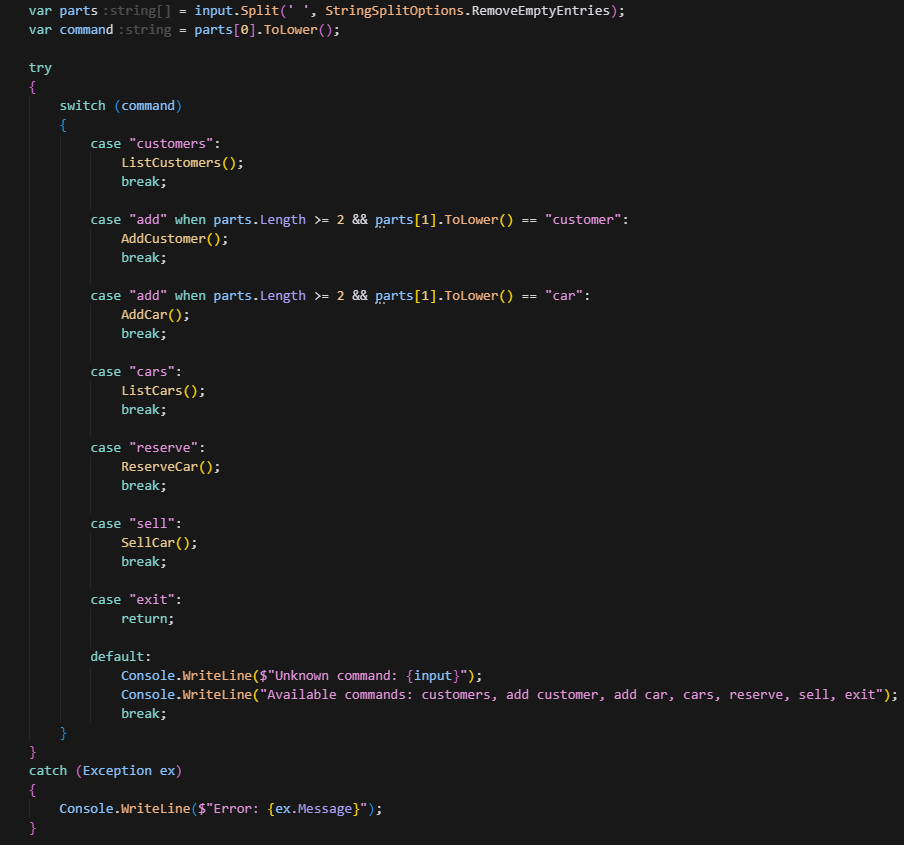 var parts :string[] = input.Split(' ', StringSplitOptions.RemoveEmptyEntries);
var command :string = parts[0].ToLower();

try
{
    switch (command)
    {
        case "customers":
            ListCustomers();
            break;

        case "add" when parts.Length >= 2 && parts[1].ToLower() == "customer":
            AddCustomer();
            break;

        case "add" when parts.Length >= 2 && parts[1].ToLower() == "car":
            AddCar();
            break;

        case "cars":
            ListCars();
            break;

        case "reserve":
            ReserveCar();
            break;

        case "sell":
            SellCar();
            break;

        case "exit":
            return;

        default:
            Console.WriteLine($"Unknown command: {input}");
            Console.WriteLine("Available commands: customers, add customer, add car, cars, reserve, sell, exit");
            break;
    }
}
catch (Exception ex)
{
    Console.WriteLine($"Error: {ex.Message}");
}